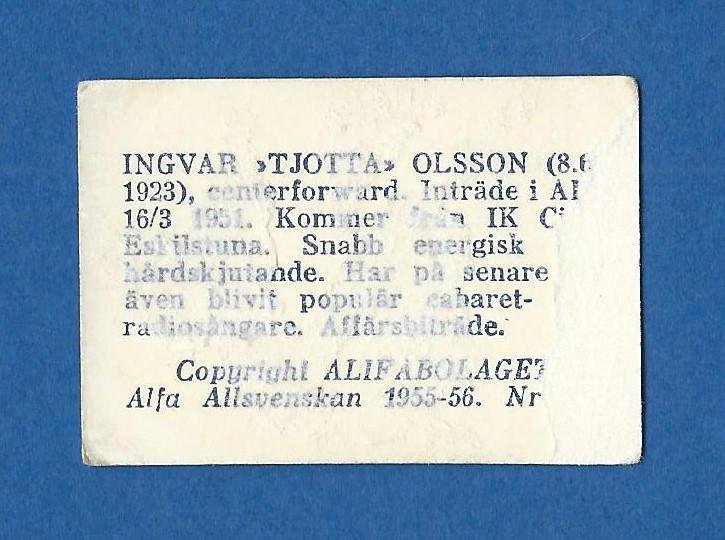 INGVAR »TJOTTA» OLSSON (8.6
1923), centerforward. Inträde i AI
16/3 1951. Kommer från IK
Eskilstuna. Snabb energisk
hårdskjutande. Har på senare
även blivit populär cabaret-
radiosångare. Affärsbiträde.
Copyright ALIFABOLAGET
Alfa Allsvenskan 1955-56. Nr